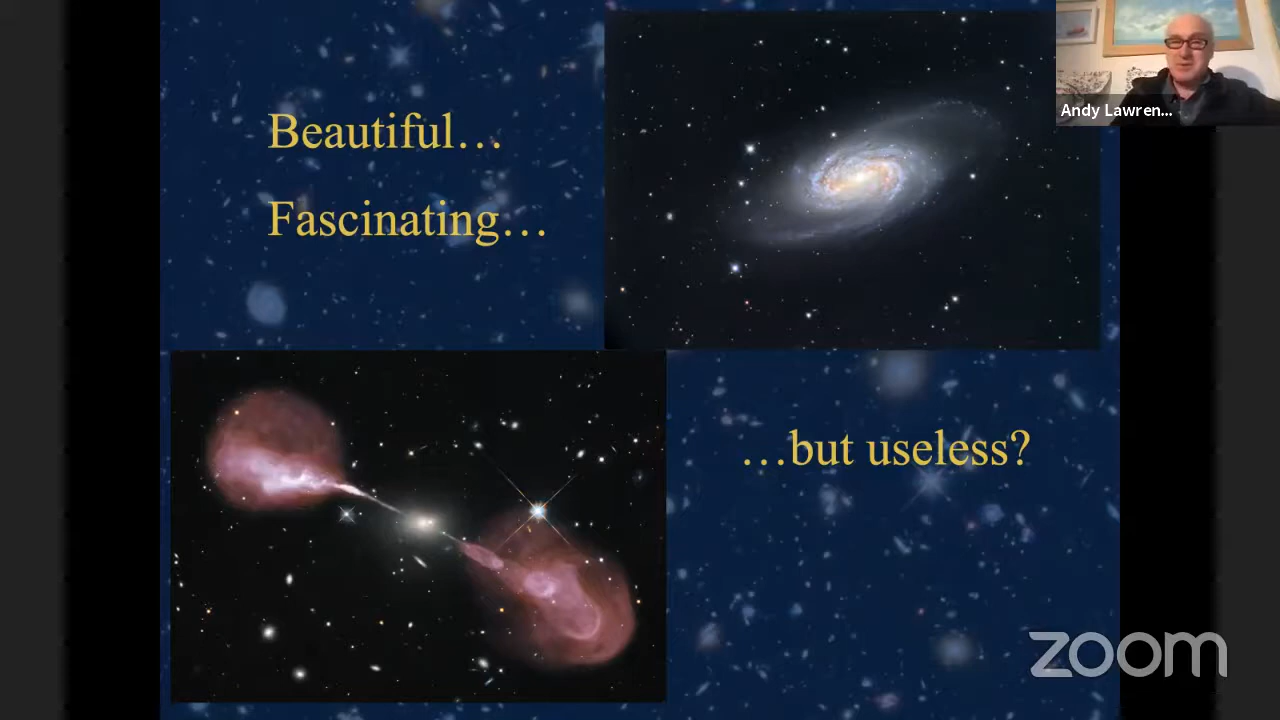 Andy Lawren...
Beautiful...
Fascinating...
...but useless?
zoom